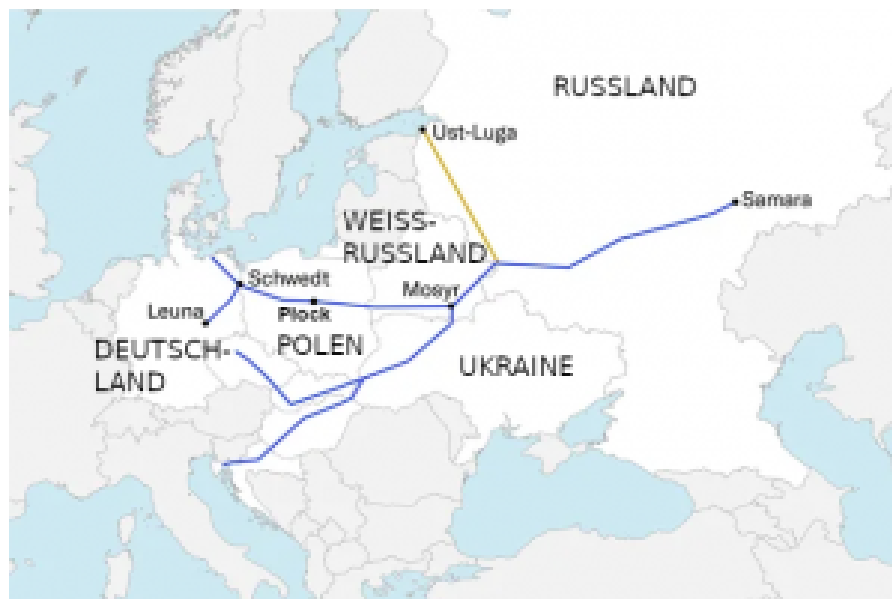 RUSSLAND
Ust-Luga
Samara
WEISS-
RUSSLAND
Schwedt
Mosyr
Leuna
Plock
DEUTSCH-
LAND
POLEN
UKRAINE